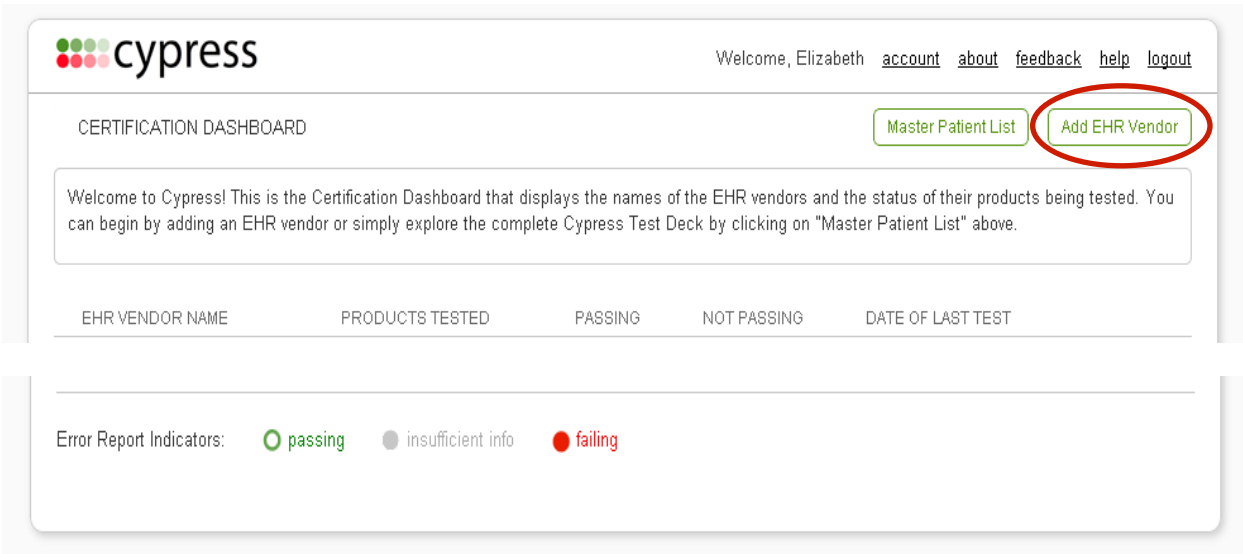 cypress
Welcome, Elizabeth account about feedback help logout
CERTIFICATION DASHBOARD Master Patient List Add EHR Vendor
Welcome to Cypress! This is the Certification Dashboard that displays the names of the EHR vendors and the status of their products being tested. You
can begin by adding an EHR vendor or simply explore the complete Cypress Test Deck by clicking on "Master Patient List" above.
EHR VENDOR NAME PRODUCTS TESTED PASSING NOT PASSING DATE OF LAST TEST
Error Report Indicators: passing insufficient info failing